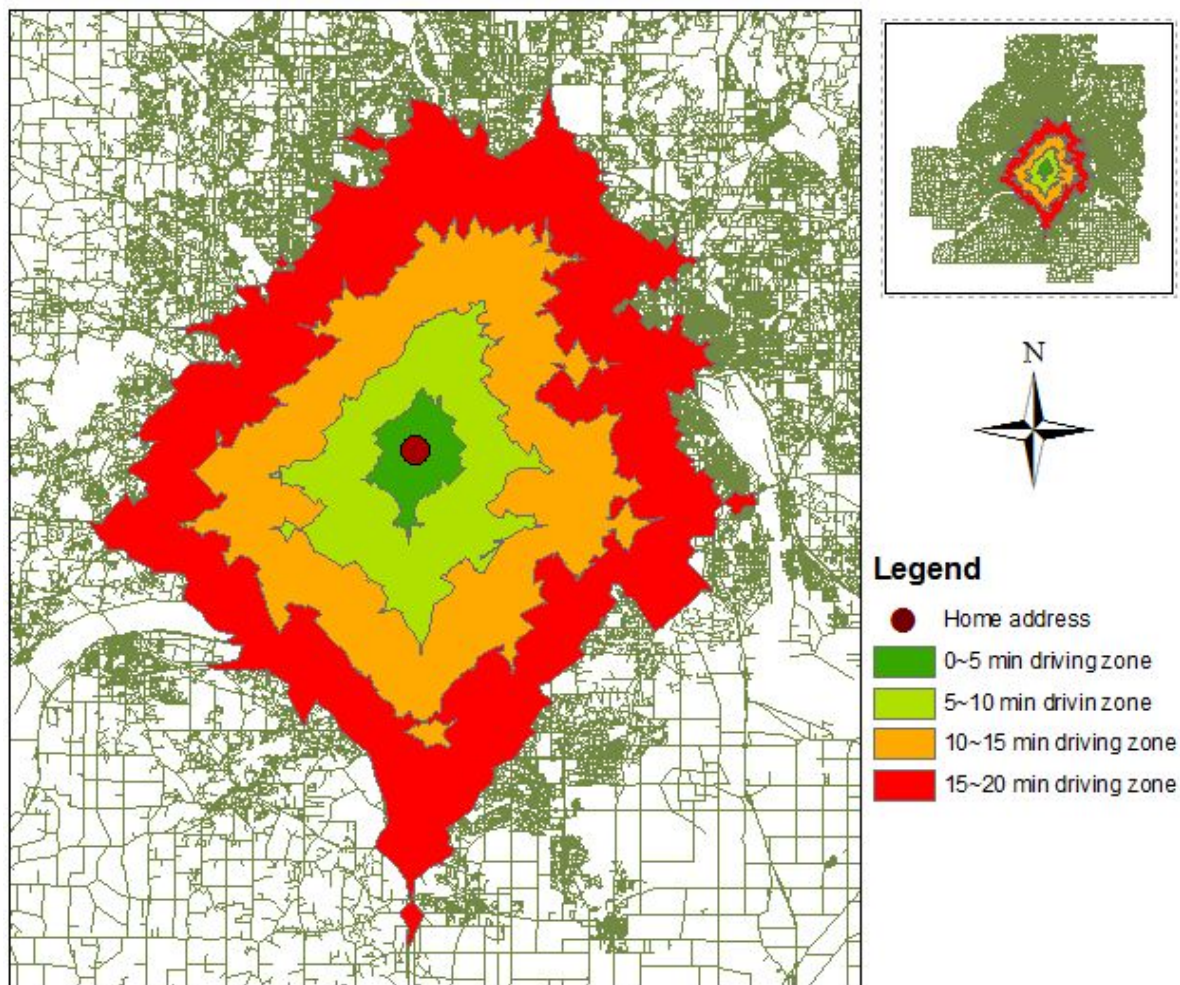 N
Legend
Home address
0~5 min driving zone
5~10 min drivin zone
10~15 min driving zone
15~20 min driving zone